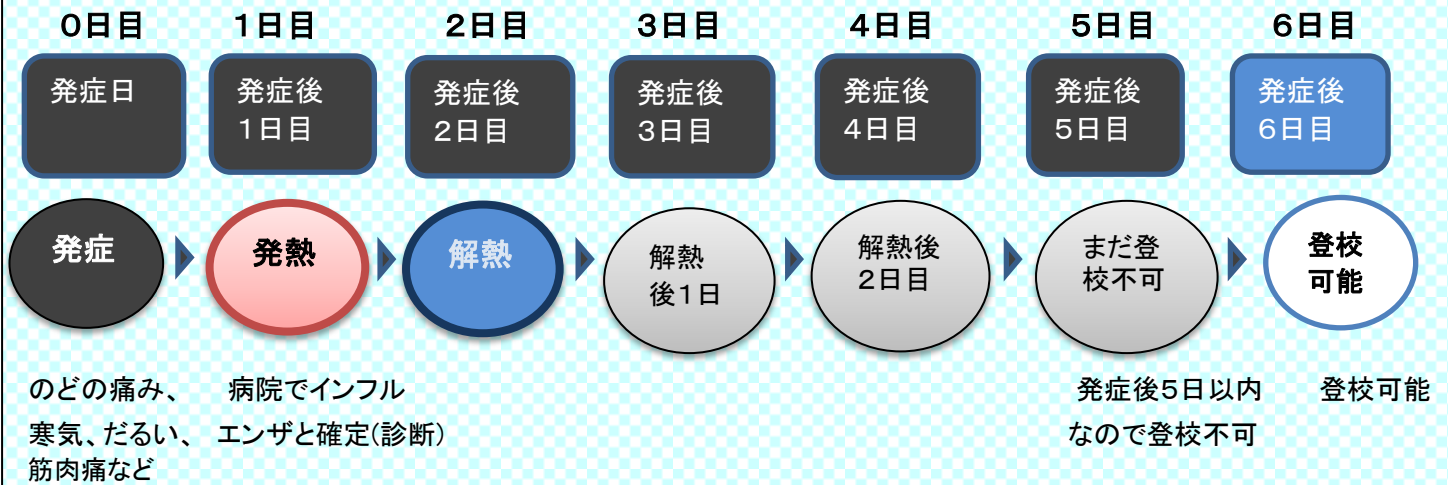 0日目 1日目 2日目 3日目 4日目 5日目 6日目
発症日 発症後 発症後 発症後 発症後 発症後 発症後
1日目 2日目 3日目 4日目 5日目 6日目
発症 発熱 解熱 解熱 解熱後 まだ登 登校
後1日 2日目 校不可 可能
のどの痛み、 病院でインフル 発症後5日以内 登校可能
寒気、だるい、 エンザと確定(診断) なので登校不可
筋肉痛など